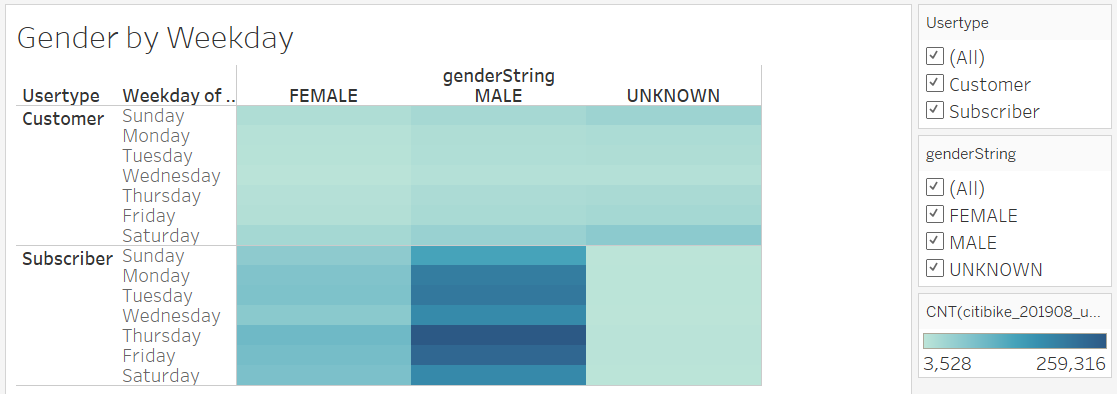 Gender by Weekday
genderString
Usertype Weekday of .. FEMALE MALE UNKNOWN
Customer Sunday
Monday
Tuesday
Wednesday
Thursday
Friday
Saturday
Subscriber Sunday
Monday
Tuesday
Wednesday
Thursday
Friday
Saturday
Usertype
(All)
Customer
Subscriber
genderString
(All)
FEMALE
MALE
UNKNOWN
CNT(citibike_201908_u...
3,528 259,316